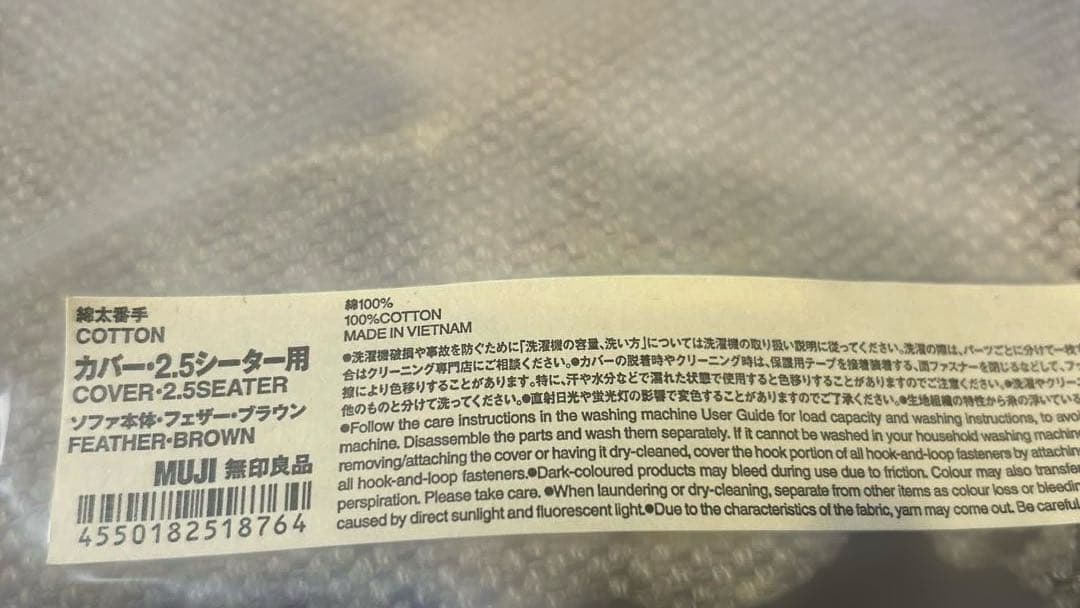 綿太番手
COTTON
カバー・2.5シーター用
COVER・2.5SEATER
ソファ本体・フェザー・ブラウン
FEATHER・BROWN
MUJI 無印良品
4550182518764
綿100%
100%COTTON
MADE IN VIETNAM
●洗濯機破損や事故を防ぐために「洗濯機の容量、洗い方」については洗濯機の取り扱い説明に従ってください。洗濯の際は、パーツごとに分けて一枚ず
合はクリーニング専門店にご相談ください。●カバーの脱着時やクリーニング時は、保護用テープを接着装着する、面ファスナーを閉じるなどして、フ
擦により色移りすることがあります。特に、汗や水分などで濡れた状態で使用すると色移りすることがありますのでご注意ください。●洗濯やクリー
他のものと分けて洗ってください。●直射日光や蛍光灯の影響で変色することがありますのでご了承ください。●生地組織の特性から糸の浮いている
●Follow the care instructions in the washing machine User Guide for load capacity and washing instructions, to avoi
machine. Disassemble the parts and wash them separately. If it cannot be washed in your household washing machin
removing/attaching the cover or having it dry-cleaned, cover the hook portion of all hook-and-loop fasteners by attachin
all hook-and-loop fasteners.●Dark-coloured products may bleed during use due to friction. Colour may also transfe
perspiration. Please take care. ●When laundering or dry-cleaning, separate from other items as colour loss or bleedin
caused by direct sunlight and fluorescent light.●Due to the characteristics of the fabric, yarn may come out. Be careful